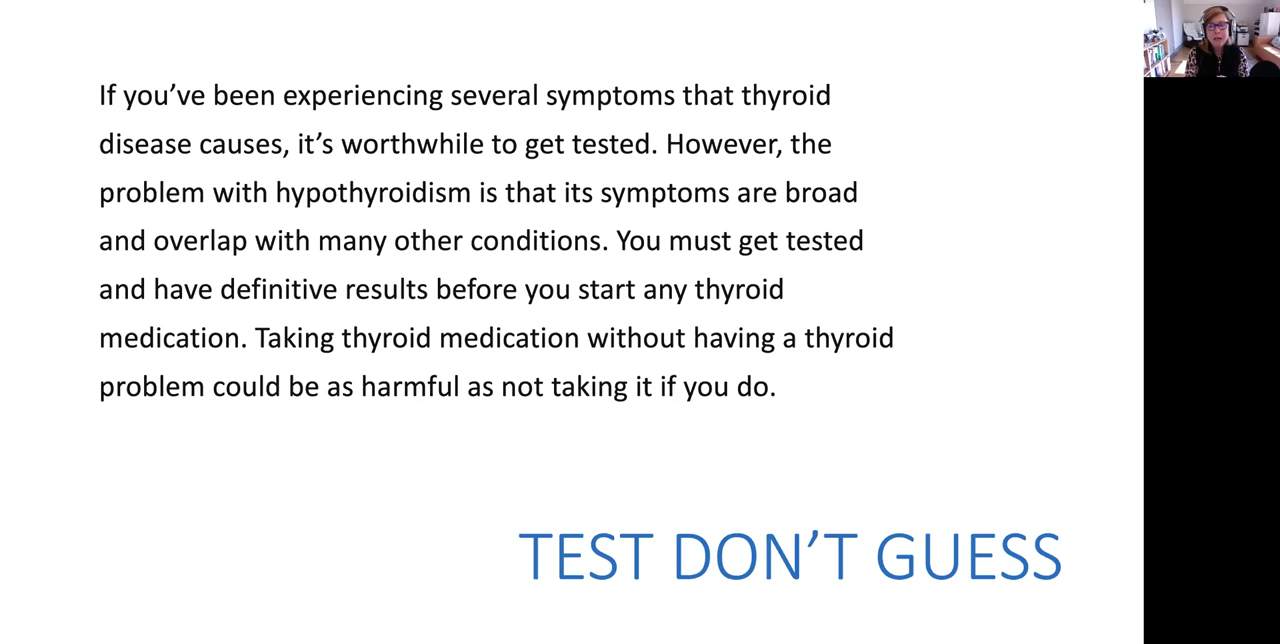 If you’ve been experiencing several symptoms that thyroid
disease causes, it’s worthwhile to get tested. However, the
problem with hypothyroidism is that its symptoms are broad
and overlap with many other conditions. You must get tested
and have definitive results before you start any thyroid
medication. Taking thyroid medication without having a thyroid
problem could be as harmful as not taking it if you do.
TEST DON’T GUESS